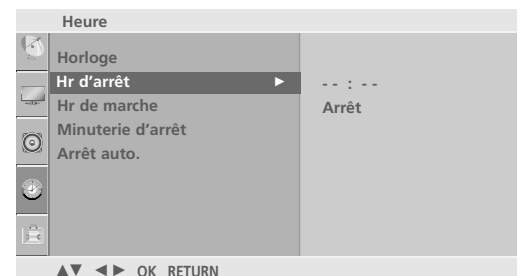 Heure
Horloge
Hr d'arrêt ►
- - : - -
Hr de marche
Arrêt
Minuterie d'arrêt
Arrêt auto.
▲▼ ◄► OK RETURN